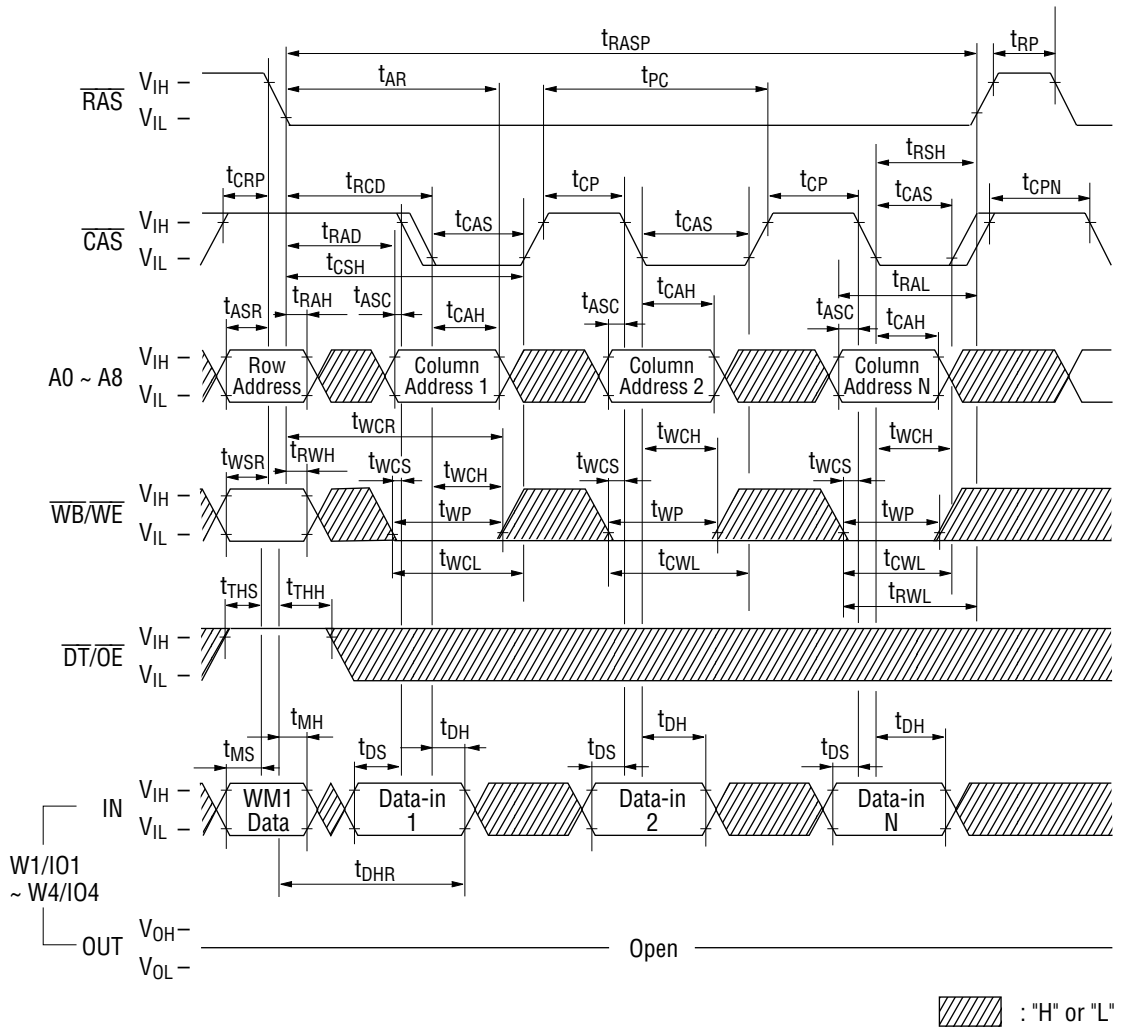 tRASP tRP
tAR tPC
RAS VIH –
VIL –
tRSH
tCRP tRCD tCP tCP tCPN
tCAS tCAS tCAS
CAS VIH –
VIL –
tRAD
tCSH
tRAL
tASR tRAH tASC tCAH tASC tCAH tASC tCAH
A0 ~ A8 VIH –
VIL –
Row Address
Column Address 1
Column Address 2
Column Address N
tWCR
tWSR tRWH tWCS tWCH tWCS tWCH tWCS tWCH
WB/WE VIH –
VIL –
tWP tWP tWP
tWCL tCWL tCWL
tRWL
tTHS tTHH
DT/OE VIH –
VIL –
tMS tMH tDS tDH tDS tDH tDS tDH
IN VIH –
VIL –
WM1 Data
Data-in 1
Data-in 2
Data-in N
tDHR
W1/IO1
~ W4/IO4
OUT VOH –
VOL –
Open
: "H" or "L"